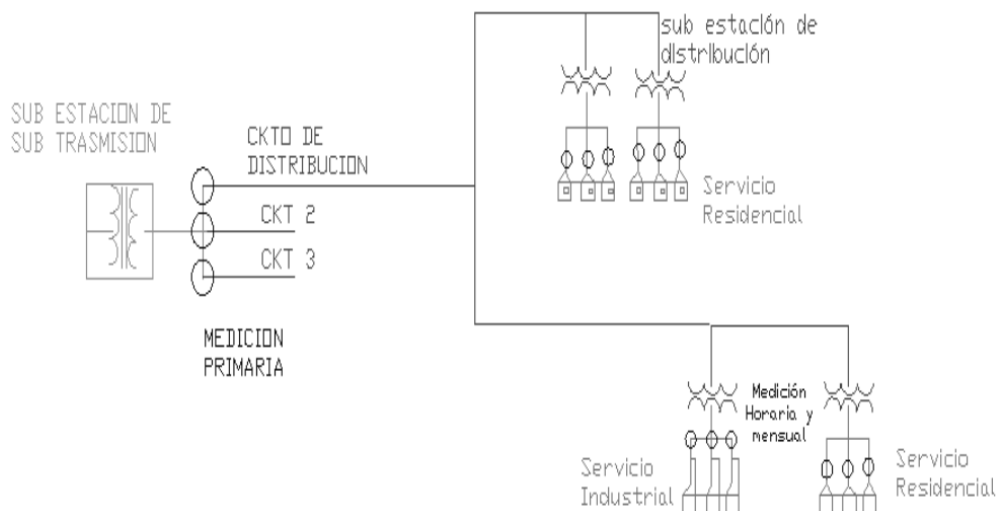 sub estación de
distribución
SUB ESTACION DE
SUB TRASMISION
CKTO DE
DISTRIBUCION
CKT 2
CKT 3
MEDICION
PRIMARIA
Servicio
Residencial
Medición
Horaria y
mensual
Servicio
Industrial
Servicio
Residencial